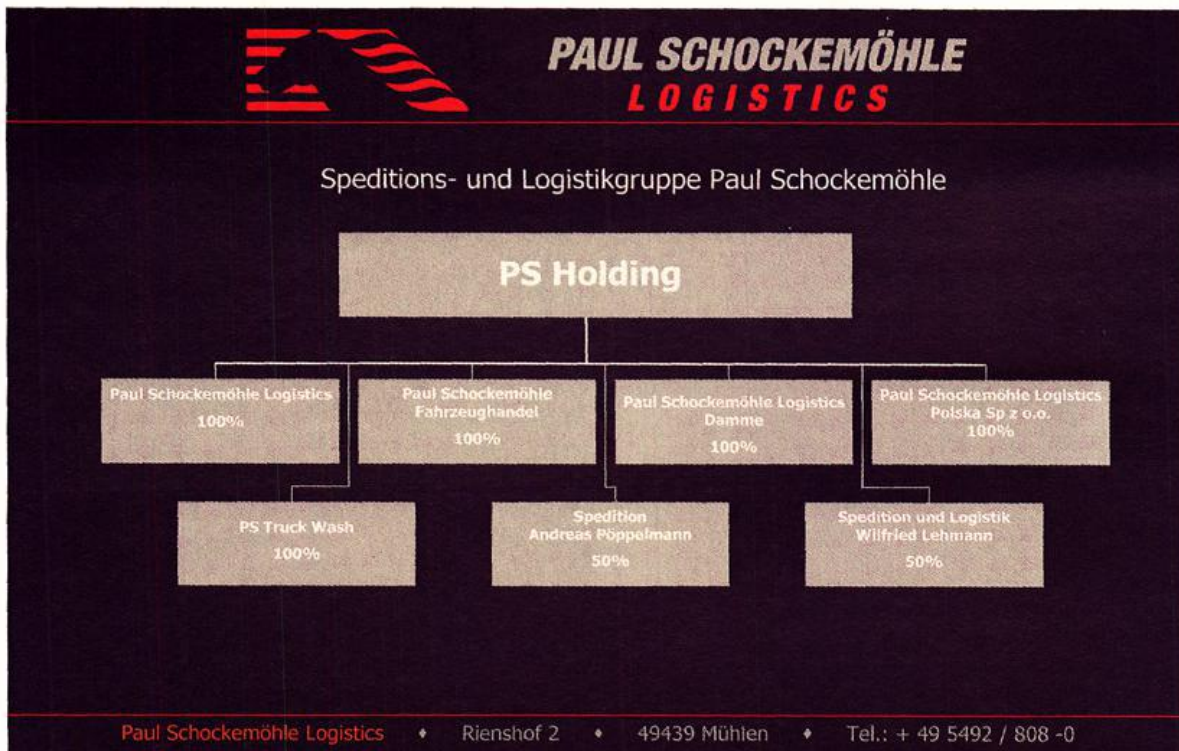 PAUL SCHOCKEMÖHLE
LOGISTICS
Speditions- und Logistikgruppe Paul Schockemöhle
PS Holding
Paul Schockemöhle Logistics
100%
Paul Schockemöhle
Fahrzeughandel
100%
Paul Schockemöhle Logistics
Damme
100%
Paul Schockemöhle Logistics
Polska Sp z o.o.
100%
PS Truck Wash
100%
Spedition
Andreas Pöppelmann
50%
Spedition und Logistik
Wilfried Lehmann
50%
Paul Schockemöhle Logistics ♦ Rienshof 2 ♦ 49439 Mühlen ♦ Tel.: + 49 5492 / 808 -0